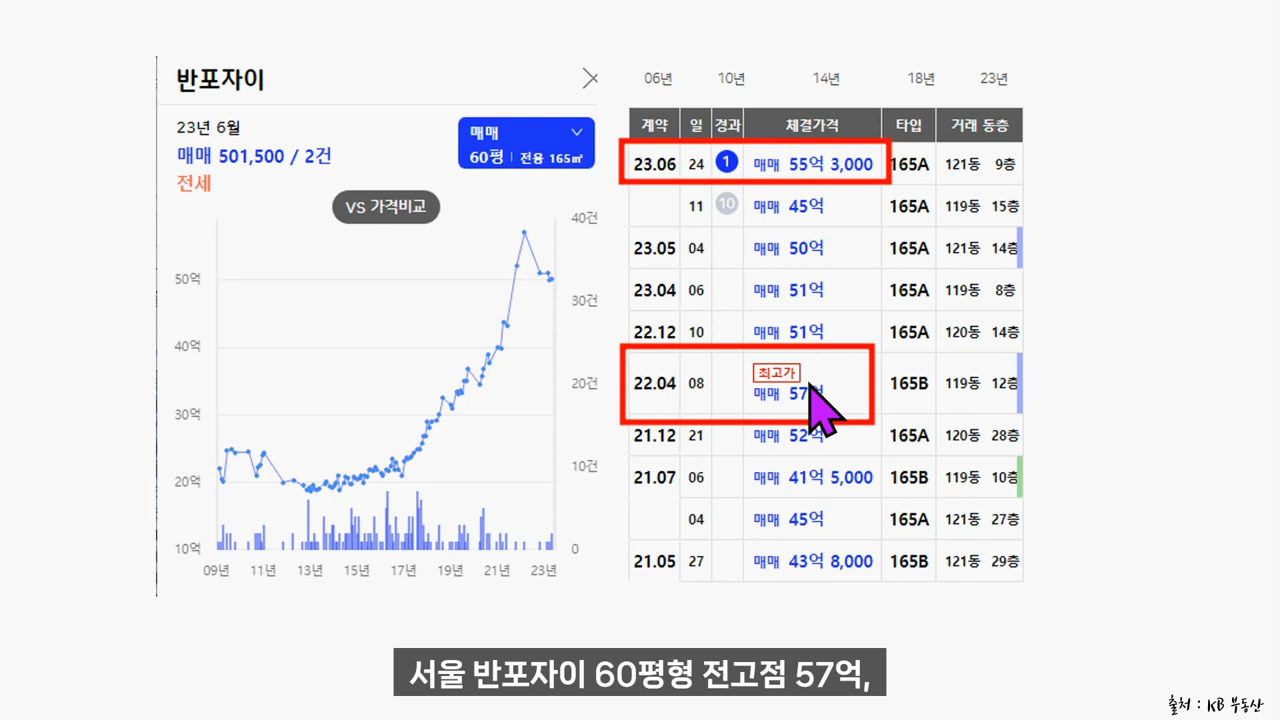 반포자이
23년 6월
매매 501,500 / 2건
전세
매매
60평 | 전용 165㎡
VS 가격비교
40건
30건
20건
10건
0
50억
40억
30억
20억
10억
09년 11년 13년 15년 17년 19년 21년 23년
06년 10년 14년 18년 23년
계약 일 경과 체결가격 타입 거래 동층
23.06 24 1 매매 55억 3,000 165A 121동 9층
11 10 매매 45억 165A 119동 15층
23.05 04 매매 50억 165A 121동 14층
23.04 06 매매 51억 165A 119동 8층
22.12 10 매매 51억 165A 120동 14층
최고가
22.04 08 매매 57억 165B 119동 12층
21.12 21 매매 52억 165A 120동 28층
21.07 06 매매 41억 5,000 165B 119동 10층
04 매매 45억 165A 121동 27층
21.05 27 매매 43억 8,000 165B 121동 29층
서울 반포자이 60평형 전고점 57억,
출처 : KB 부동산